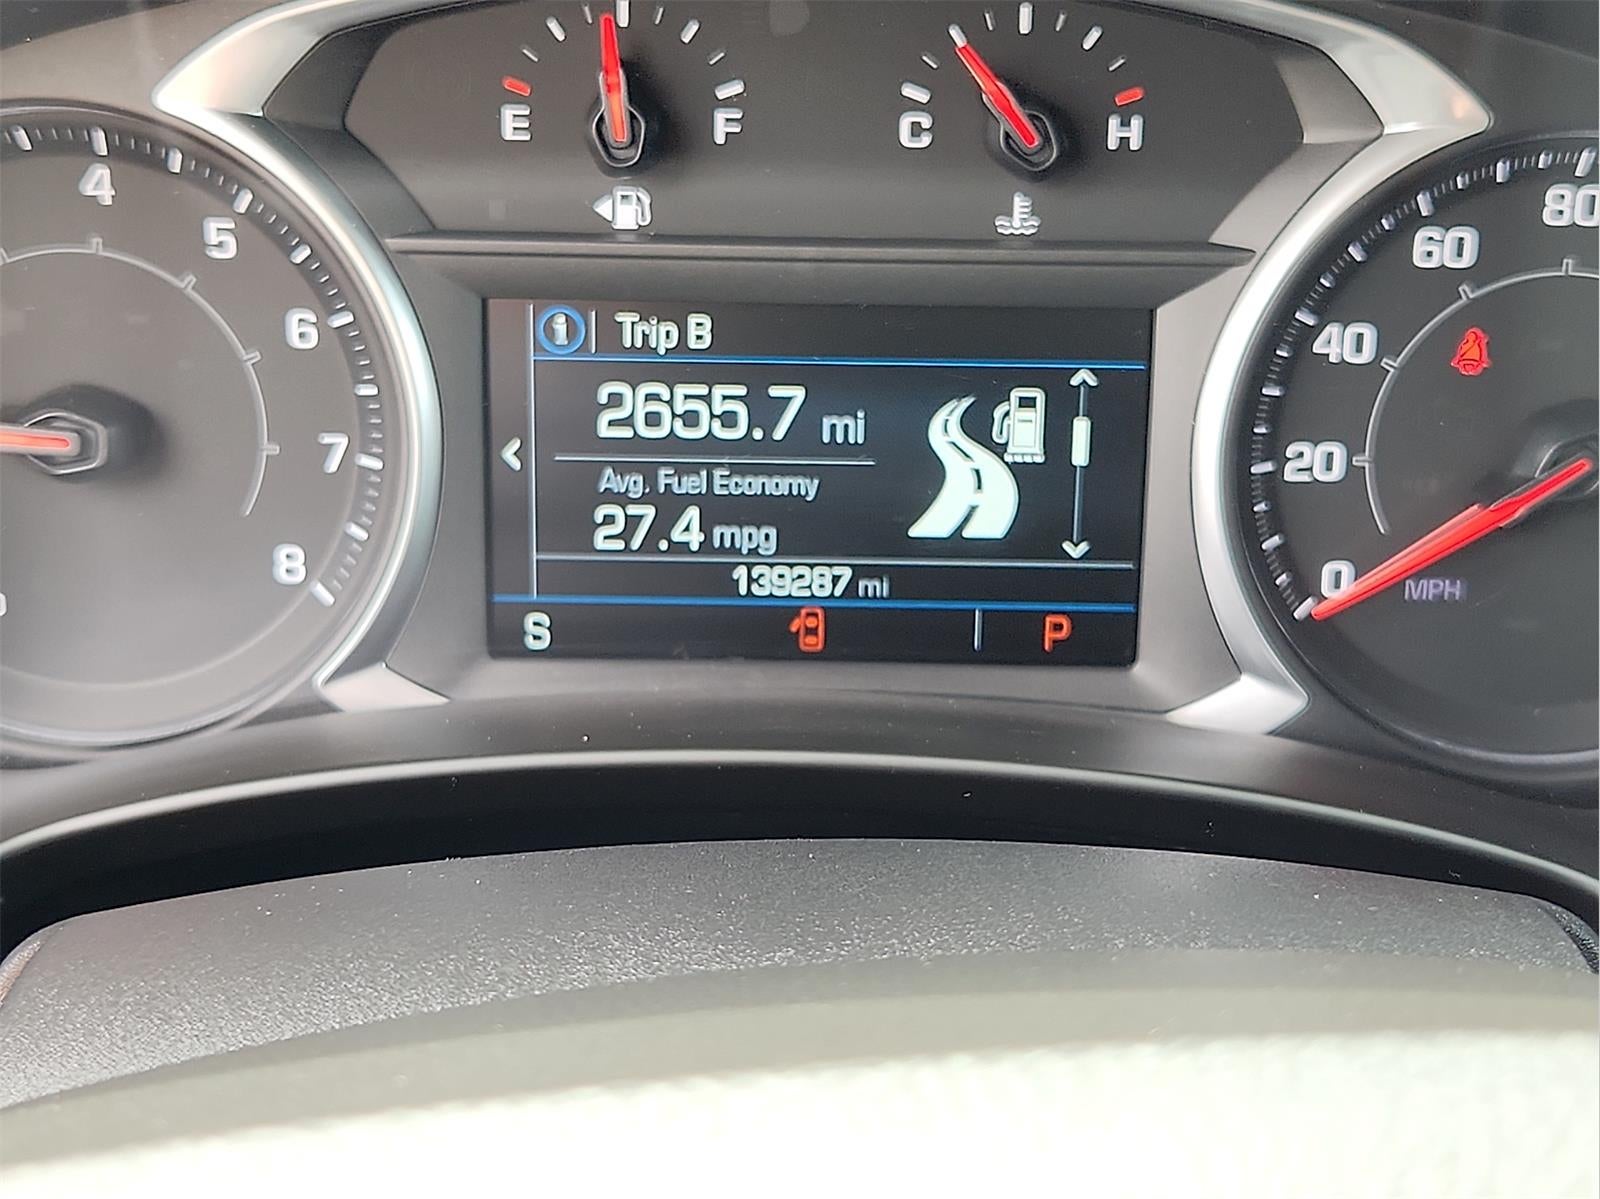 E F C H
4 5 6 7 8
Trip B
2655.7 mi
Avg. Fuel Economy
27.4 mpg
139287 mi
S P
0 20 40 60 80
MPH